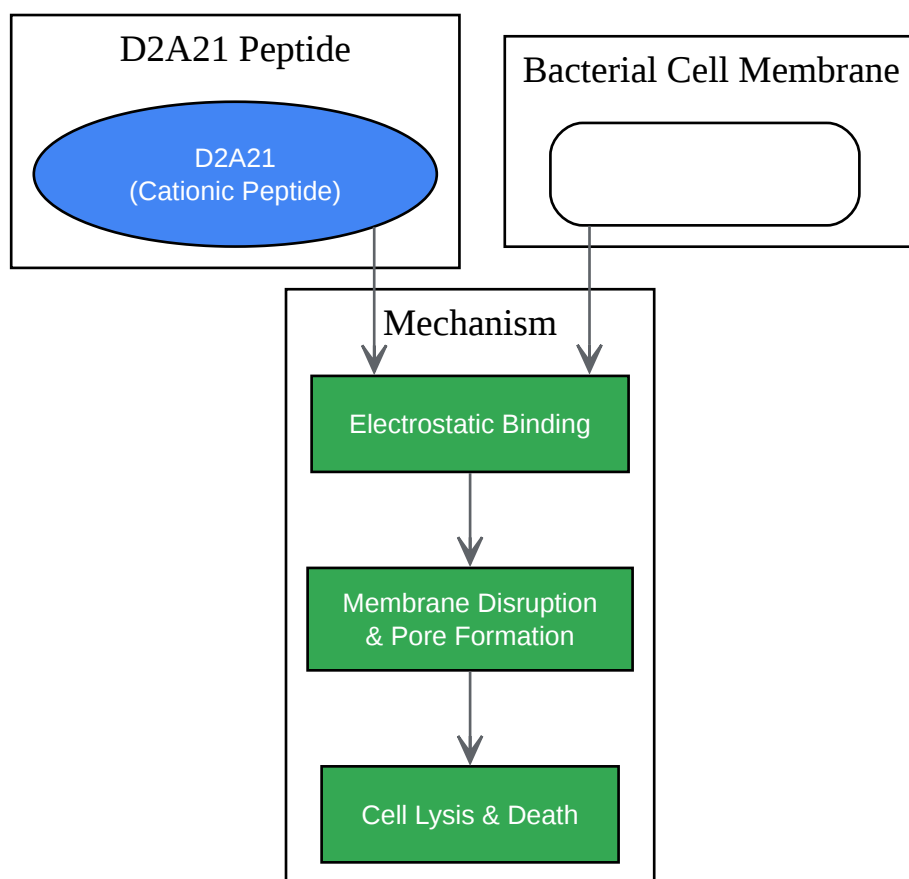 D2A21 Peptide
D2A21
(Cationic Peptide)
Bacterial Cell Membrane
Mechanism
Electrostatic Binding
Membrane Disruption
& Pore Formation
Cell Lysis & Death